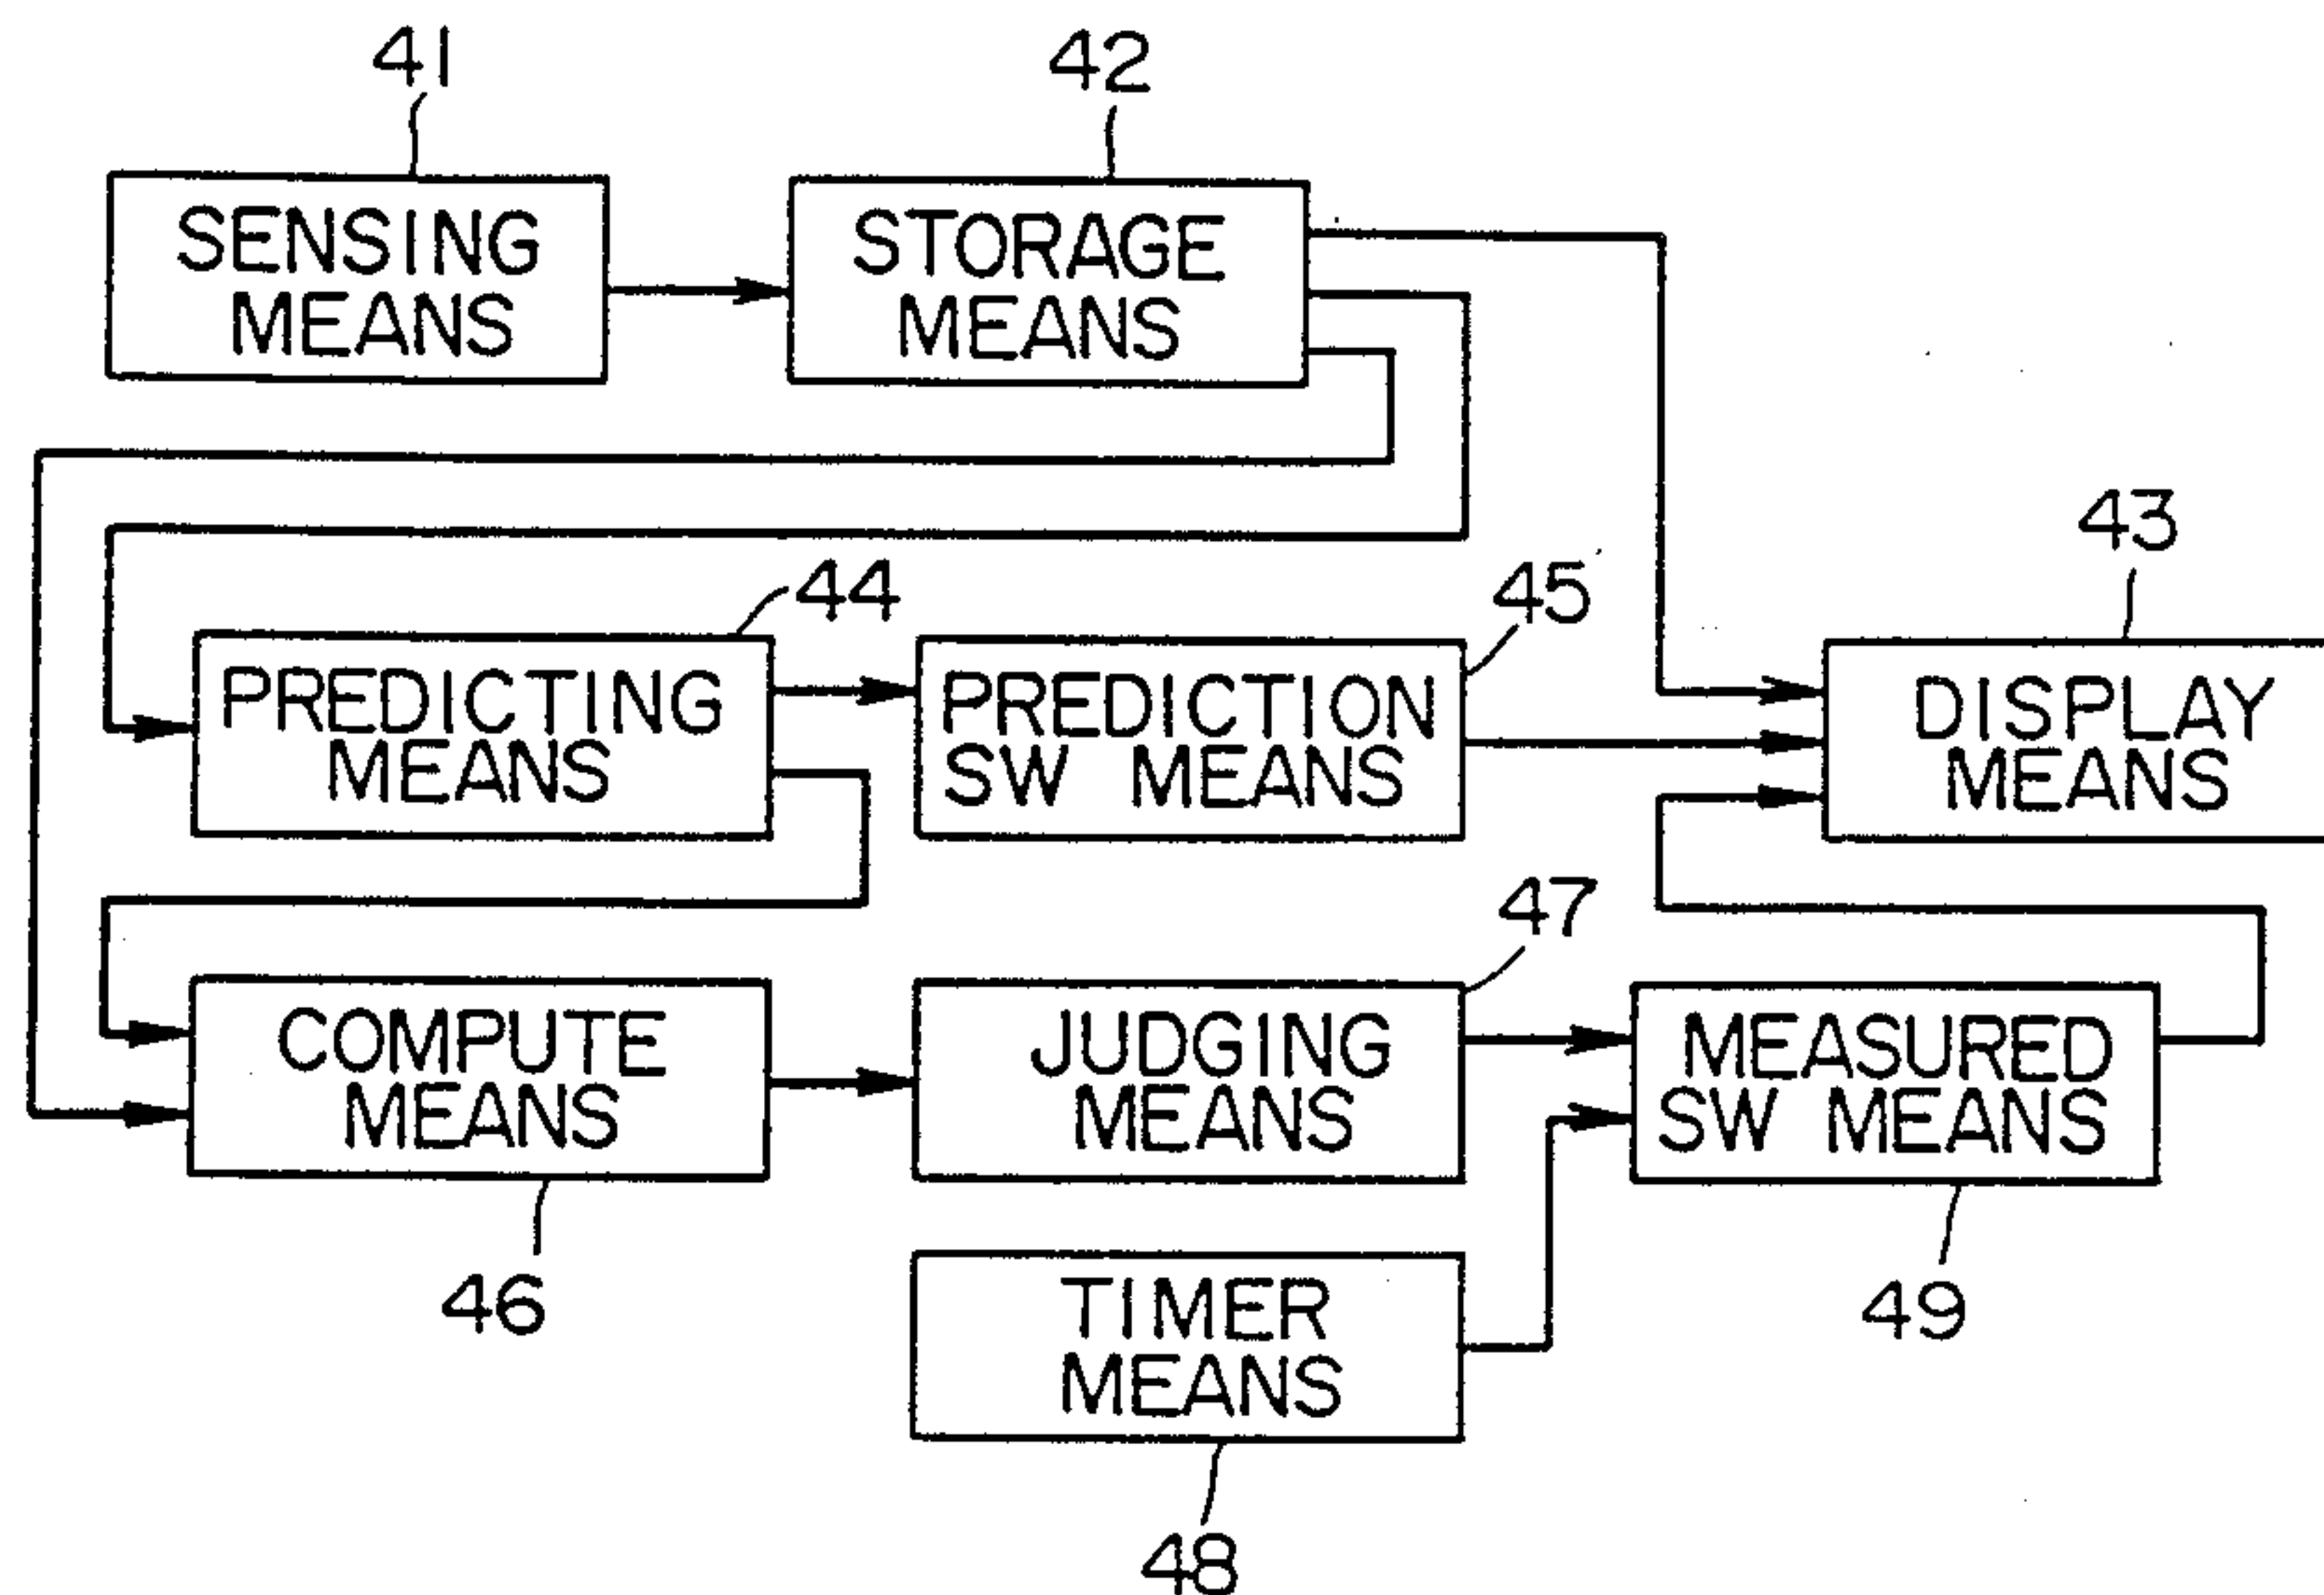 41
42
SENSING
MEANS
STORAGE
MEANS
43
44
45
PREDICTING
MEANS
PREDICTION
SW MEANS
DISPLAY
MEANS
47
COMPUTE
MEANS
JUDGING
MEANS
MEASURED
SW MEANS
46
TIMER
MEANS
49
48